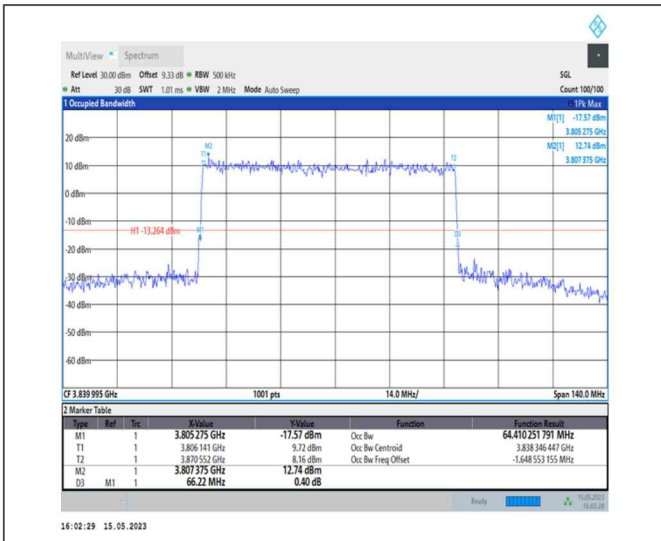 MultiView Spectrum
Ref Level 30.00 dBm Offset 9.33 dB RBW 500 kHz SGL
Att 30 dB SWT 1.01 ms VBW 2 MHz Mode Auto Sweep Count 100/100
1 Occupied Bandwidth 1Pk Max
M1[1] -17.57 dBm
3.805 275 GHz
M2[1] 12.74 dBm
3.807 375 GHz
20 dBm
M2
T1
T2
10 dBm
0 dBm
-10 dBm
H1 -13.264 dBm
M1
D3
-20 dBm
-30 dBm
-40 dBm
-50 dBm
-60 dBm
CF 3.839 995 GHz 1001 pts 14.0 MHz/ Span 140.0 MHz
2 Marker Table
Type Ref Trc X-Value Y-Value Function Function Result
M1 1 3.805 275 GHz -17.57 dBm Occ Bw 64.410 251 791 MHz
T1 1 3.806 141 GHz 9.72 dBm Occ Bw Centroid 3.838 346 447 GHz
T2 1 3.870 552 GHz 8.16 dBm Occ Bw Freq Offset -1.648 553 155 MHz
M2 1 3.807 375 GHz 12.74 dBm
D3 M1 1 66.22 MHz 0.40 dB
Ready 15.05.2023
16:02:29 15.05.2023